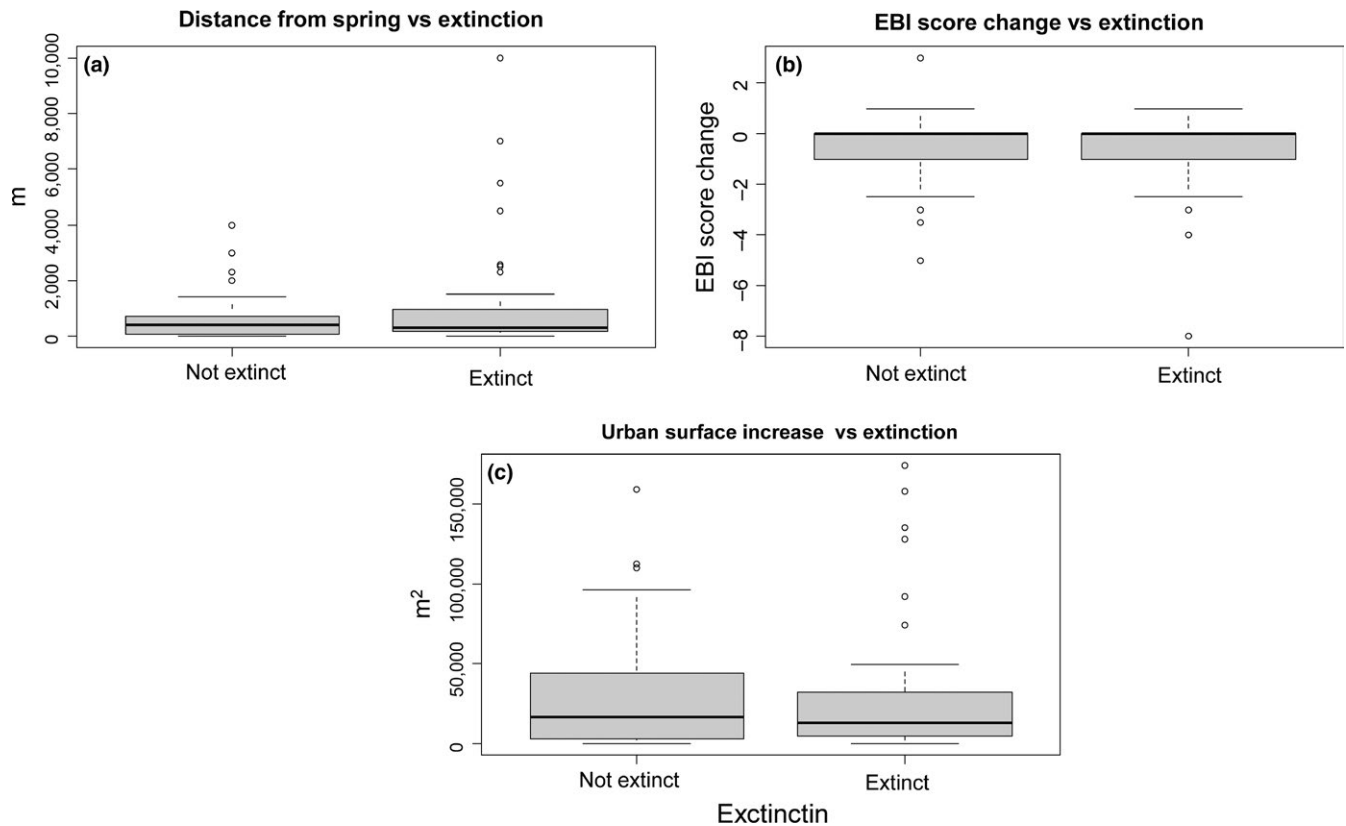 Distance from spring vs extinction
(a)
m
10,000
8,000
6,000
4,000
2,000
0
Not extinct
Extinct
EBI score change vs extinction
(b)
EBI score change
2
0
−2
−4
−6
−8
Not extinct
Extinct
Urban surface increase vs extinction
(c)
m²
150,000
100,000
50,000
0
Not extinct
Extinct
Exctinctin